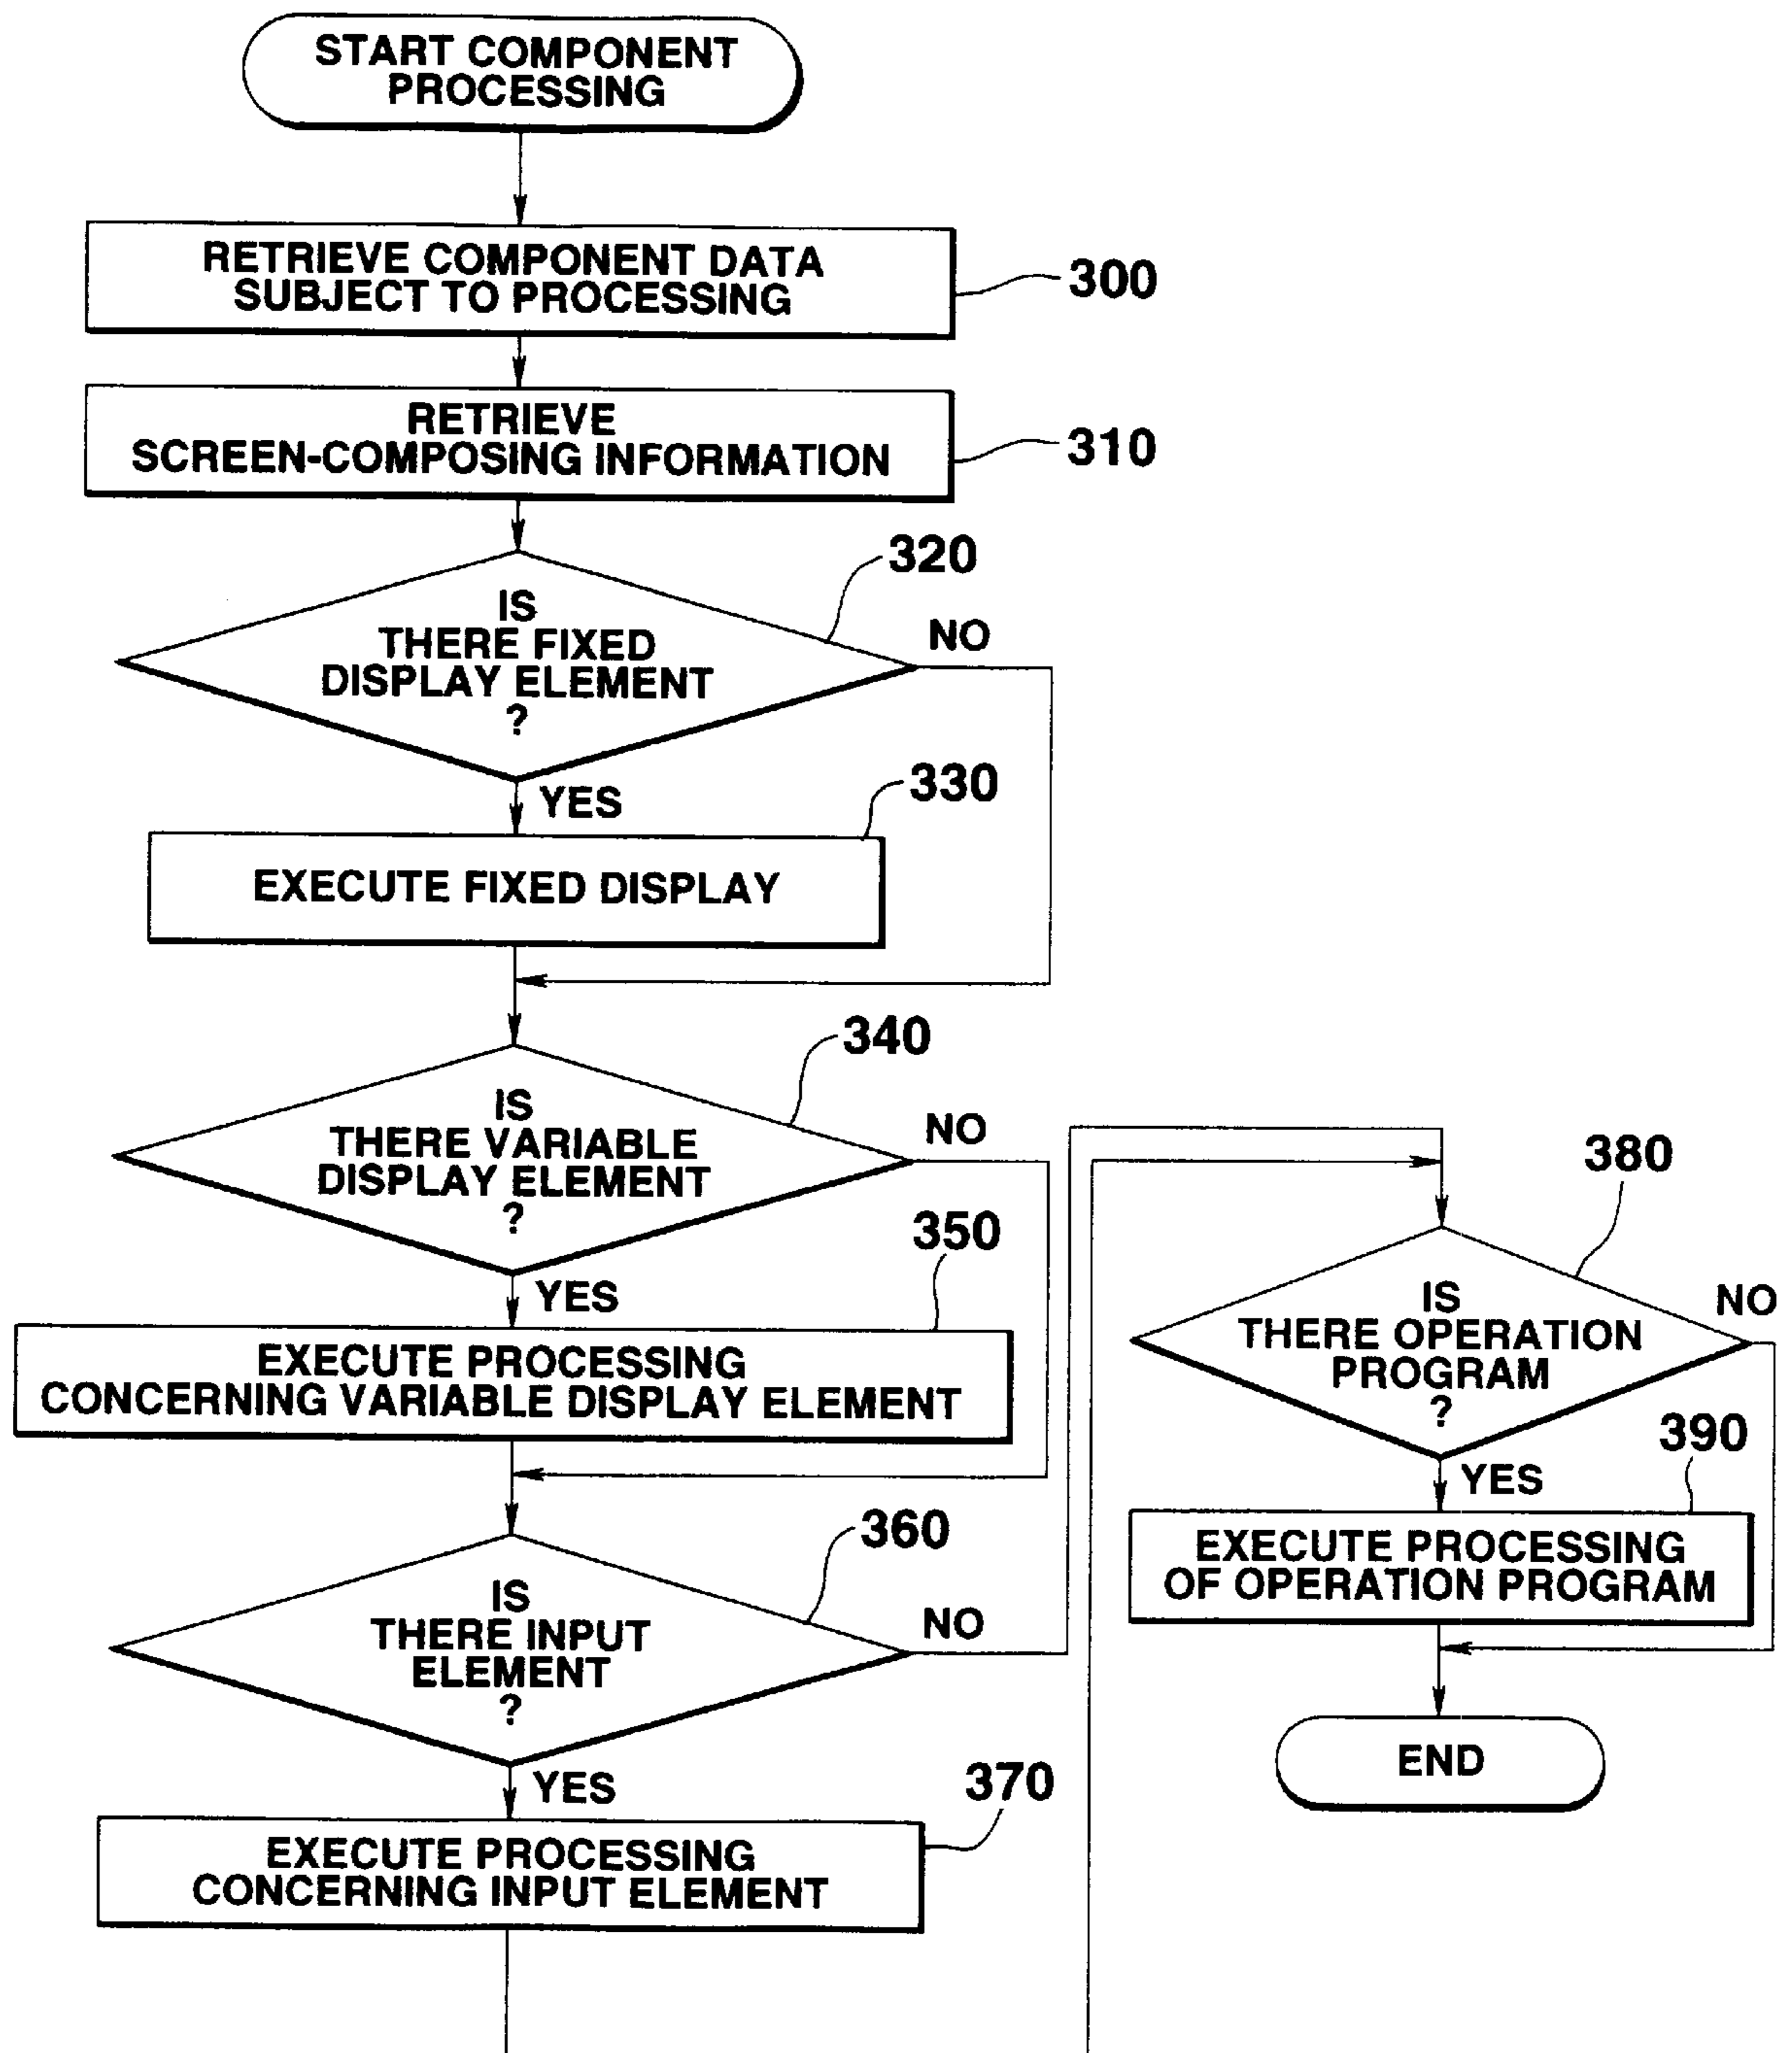 START COMPONENT
PROCESSING
RETRIEVE COMPONENT DATA
SUBJECT TO PROCESSING
300
RETRIEVE
SCREEN-COMPOSING INFORMATION
310
320
IS
THERE FIXED
DISPLAY ELEMENT
?
NO
YES
330
EXECUTE FIXED DISPLAY
340
IS
THERE VARIABLE
DISPLAY ELEMENT
?
NO
YES
350
EXECUTE PROCESSING
CONCERNING VARIABLE DISPLAY ELEMENT
360
IS
THERE INPUT
ELEMENT
?
NO
YES
370
EXECUTE PROCESSING
CONCERNING INPUT ELEMENT
380
IS
THERE OPERATION
PROGRAM
?
NO
YES
390
EXECUTE PROCESSING
OF OPERATION PROGRAM
END